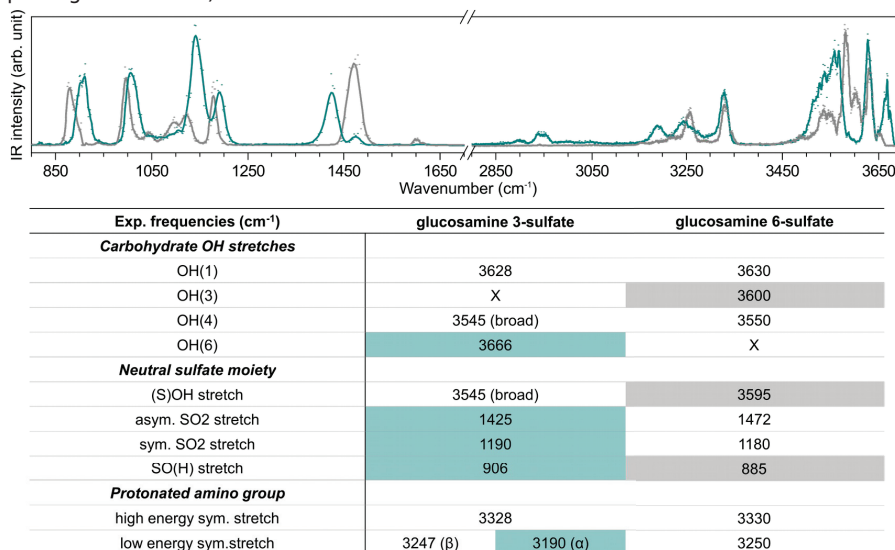 IR intensity (arb. unit)
850 1050 1250 1450 1650 2850 3050 3250 3450 3650
Wavenumber (cm-1)
Exp. frequencies (cm-1) glucosamine 3-sulfate glucosamine 6-sulfate
Carbohydrate OH stretches
OH(1) 3628 3630
OH(3) X 3600
OH(4) 3545 (broad) 3550
OH(6) 3666 X
Neutral sulfate moiety
(S)OH stretch 3545 (broad) 3595
asym. SO2 stretch 1425 1472
sym. SO2 stretch 1190 1180
SO(H) stretch 906 885
Protonated amino group
high energy sym. stretch 3328 3330
low energy sym.stretch 3247 (β) 3190 (α) 3250